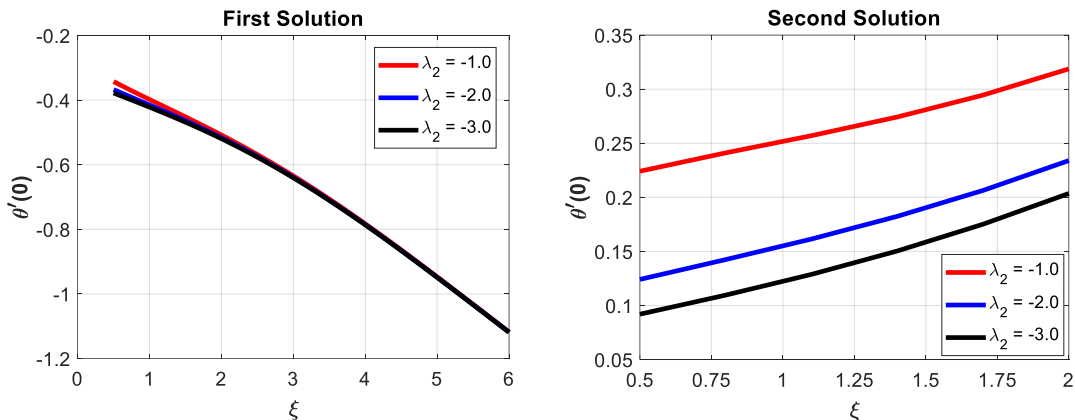 First Solution
-0.2
-0.4
-0.6
-0.8
-1
-1.2
θ′(0)
0 1 2 3 4 5 6
ξ
λ2 = -1.0
λ2 = -2.0
λ2 = -3.0
Second Solution
0.35
0.3
0.25
0.2
0.15
0.1
0.05
θ′(0)
0.5 0.75 1 1.25 1.5 1.75 2
ξ
λ2 = -1.0
λ2 = -2.0
λ2 = -3.0